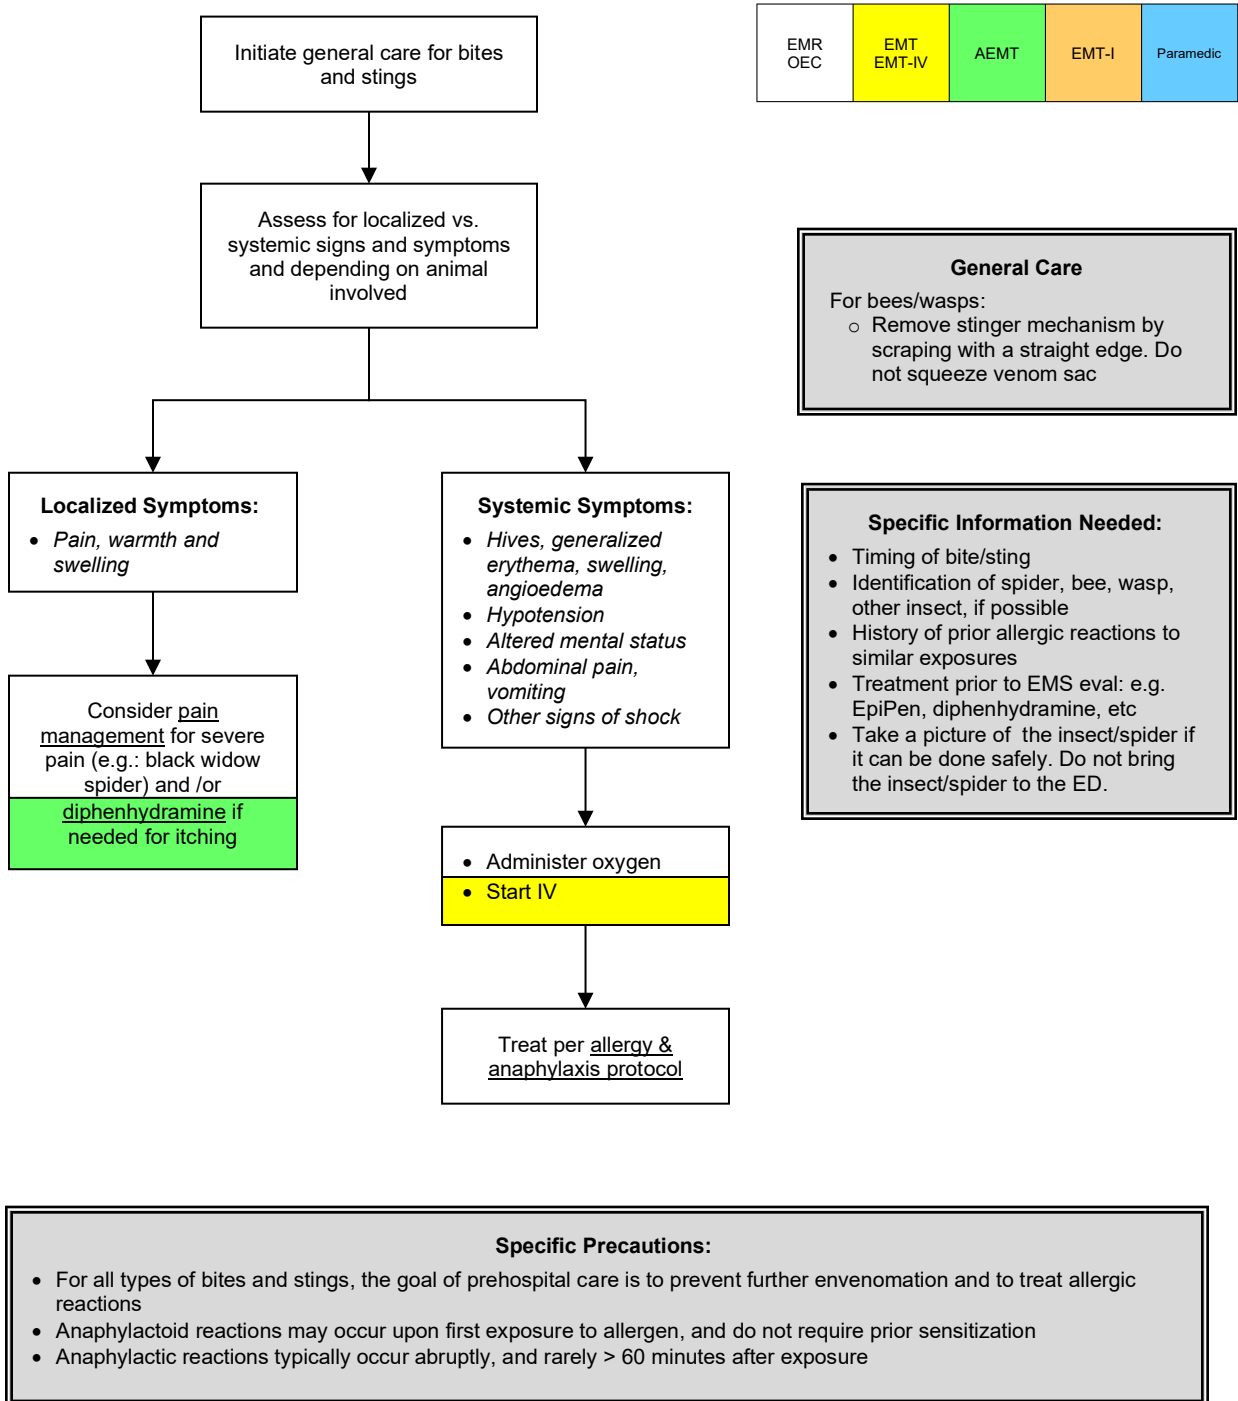 Initiate general care for bites
and stings
EMR
OEC
EMT
EMT-IV
AEMT
EMT-I
Paramedic
Assess for localized vs.
systemic signs and symptoms
and depending on animal
involved
General Care
For bees/wasps:
o Remove stinger mechanism by
scraping with a straight edge. Do
not squeeze venom sac
Localized Symptoms:
• Pain, warmth and
swelling
Systemic Symptoms:
• Hives, generalized
erythema, swelling,
angioedema
• Hypotension
• Altered mental status
• Abdominal pain,
vomiting
• Other signs of shock
Specific Information Needed:
• Timing of bite/sting
• Identification of spider, bee, wasp,
other insect, if possible
• History of prior allergic reactions to
similar exposures
• Treatment prior to EMS eval: e.g.
EpiPen, diphenhydramine, etc
• Take a picture of  the insect/spider if
it can be done safely. Do not bring
the insect/spider to the ED.
Consider pain
management for severe
pain (e.g.: black widow
spider) and /or
diphenhydramine if
needed for itching
• Administer oxygen
• Start IV
Treat per allergy &
anaphylaxis protocol
Specific Precautions:
• For all types of bites and stings, the goal of prehospital care is to prevent further envenomation and to treat allergic
reactions
• Anaphylactoid reactions may occur upon first exposure to allergen, and do not require prior sensitization
• Anaphylactic reactions typically occur abruptly, and rarely > 60 minutes after exposure